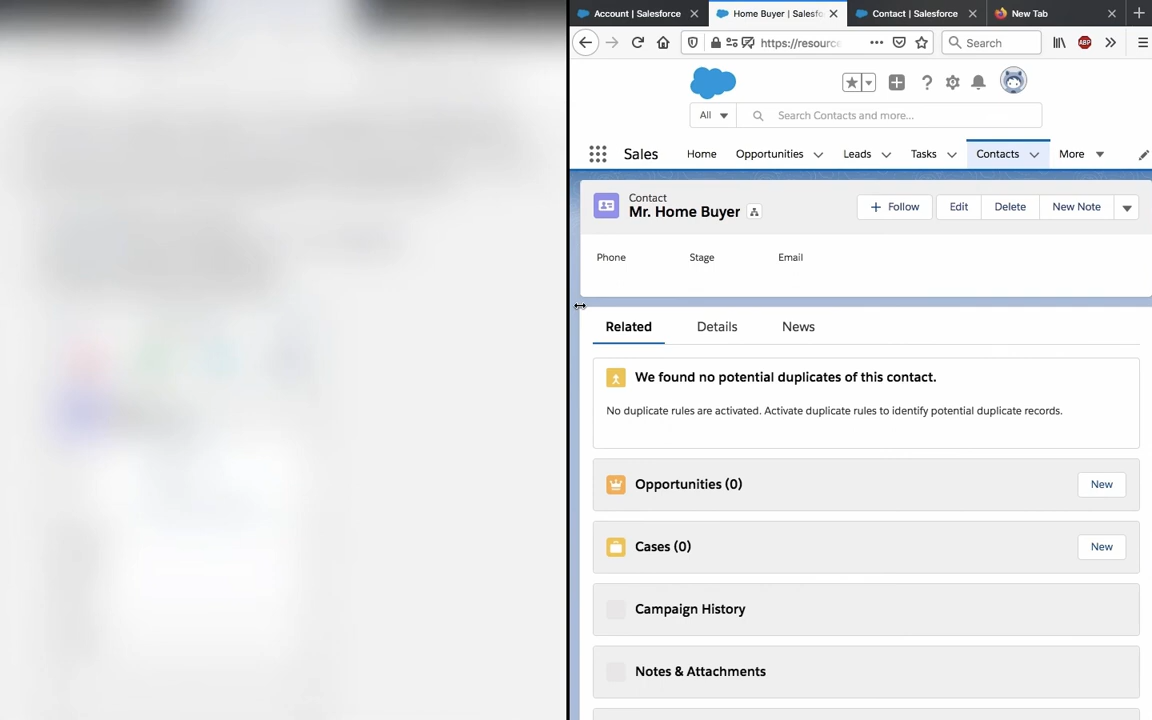 Account | Salesforce
Home Buyer | Salesfo
Contact | Salesforce
New Tab
https://resourc
Search
ABP
All
Search Contacts and more...
Sales
Home
Opportunities
Leads
Tasks
Contacts
More
Contact
Mr. Home Buyer
+ Follow
Edit
Delete
New Note
Phone
Stage
Email
Related
Details
News
We found no potential duplicates of this contact.
No duplicate rules are activated. Activate duplicate rules to identify potential duplicate records.
Opportunities (0)
New
Cases (0)
New
Campaign History
Notes & Attachments